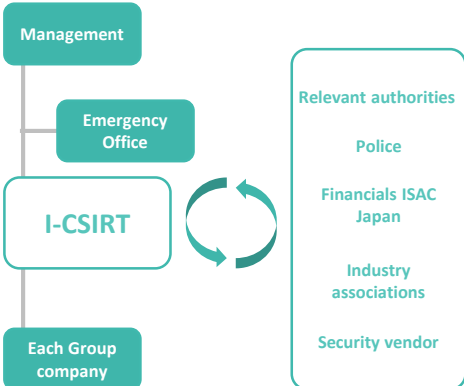 Management
Emergency
Office
I-CSIRT
Each Group
company
Relevant authorities
Police
Financials ISAC
Japan
Industry
associations
Security vendor